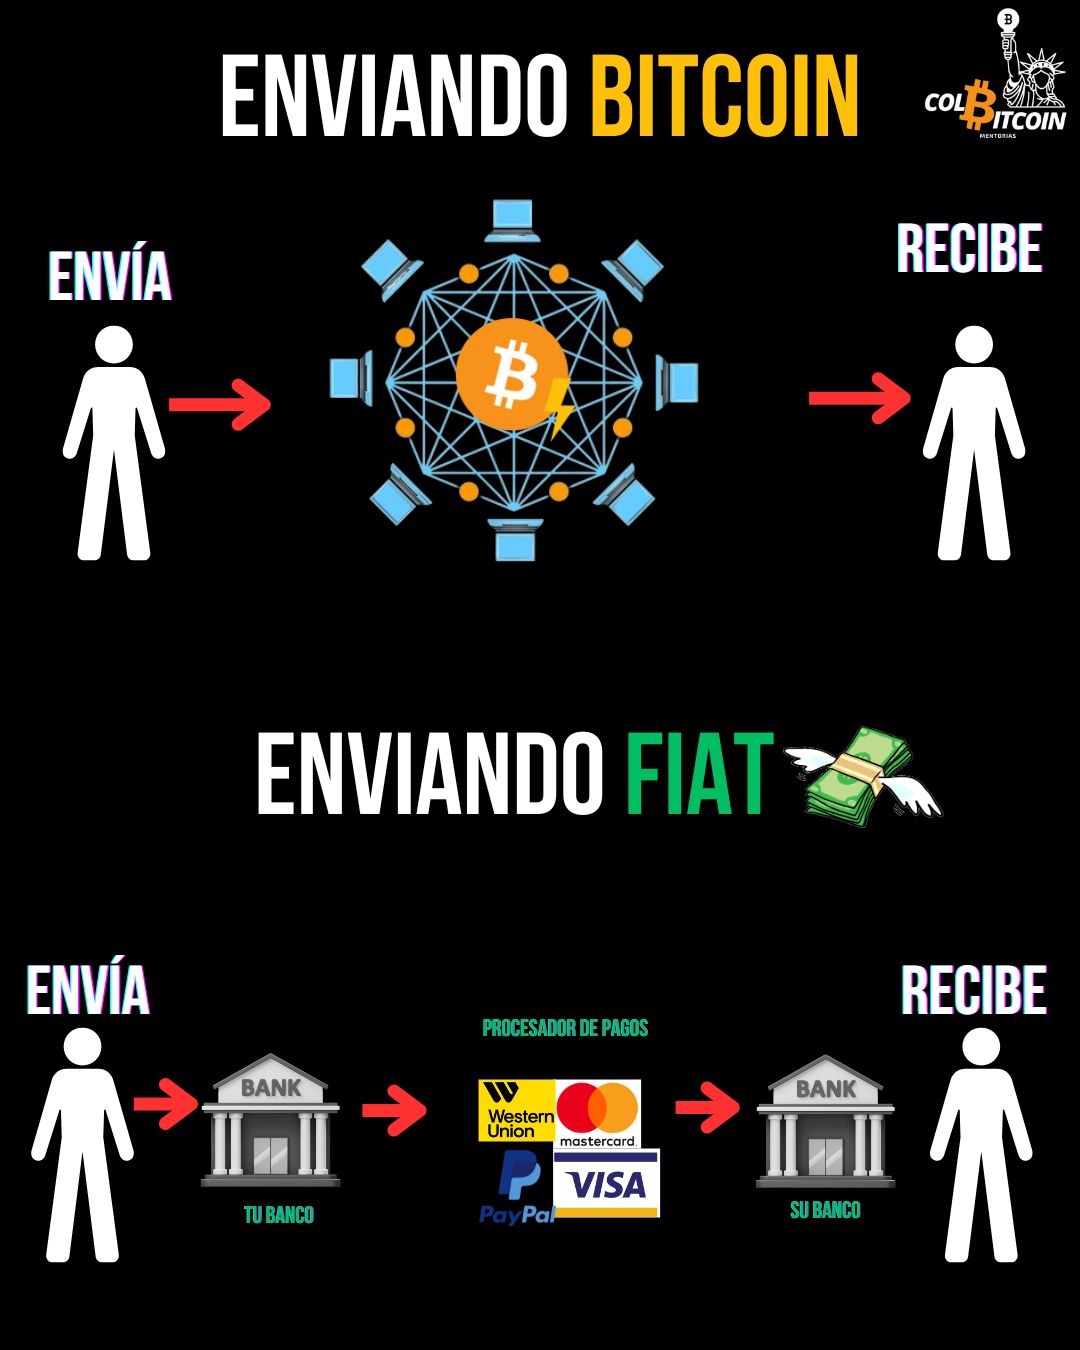 ENVIANDO BITCOIN
COLBITCOIN
MENTORIAS
ENVÍA
RECIBE
ENVIANDO FIAT
ENVÍA
RECIBE
PROCESADOR DE PAGOS
BANK
Western
Union
mastercard.
BANK
PayPal
VISA
TU BANCO
SU BANCO